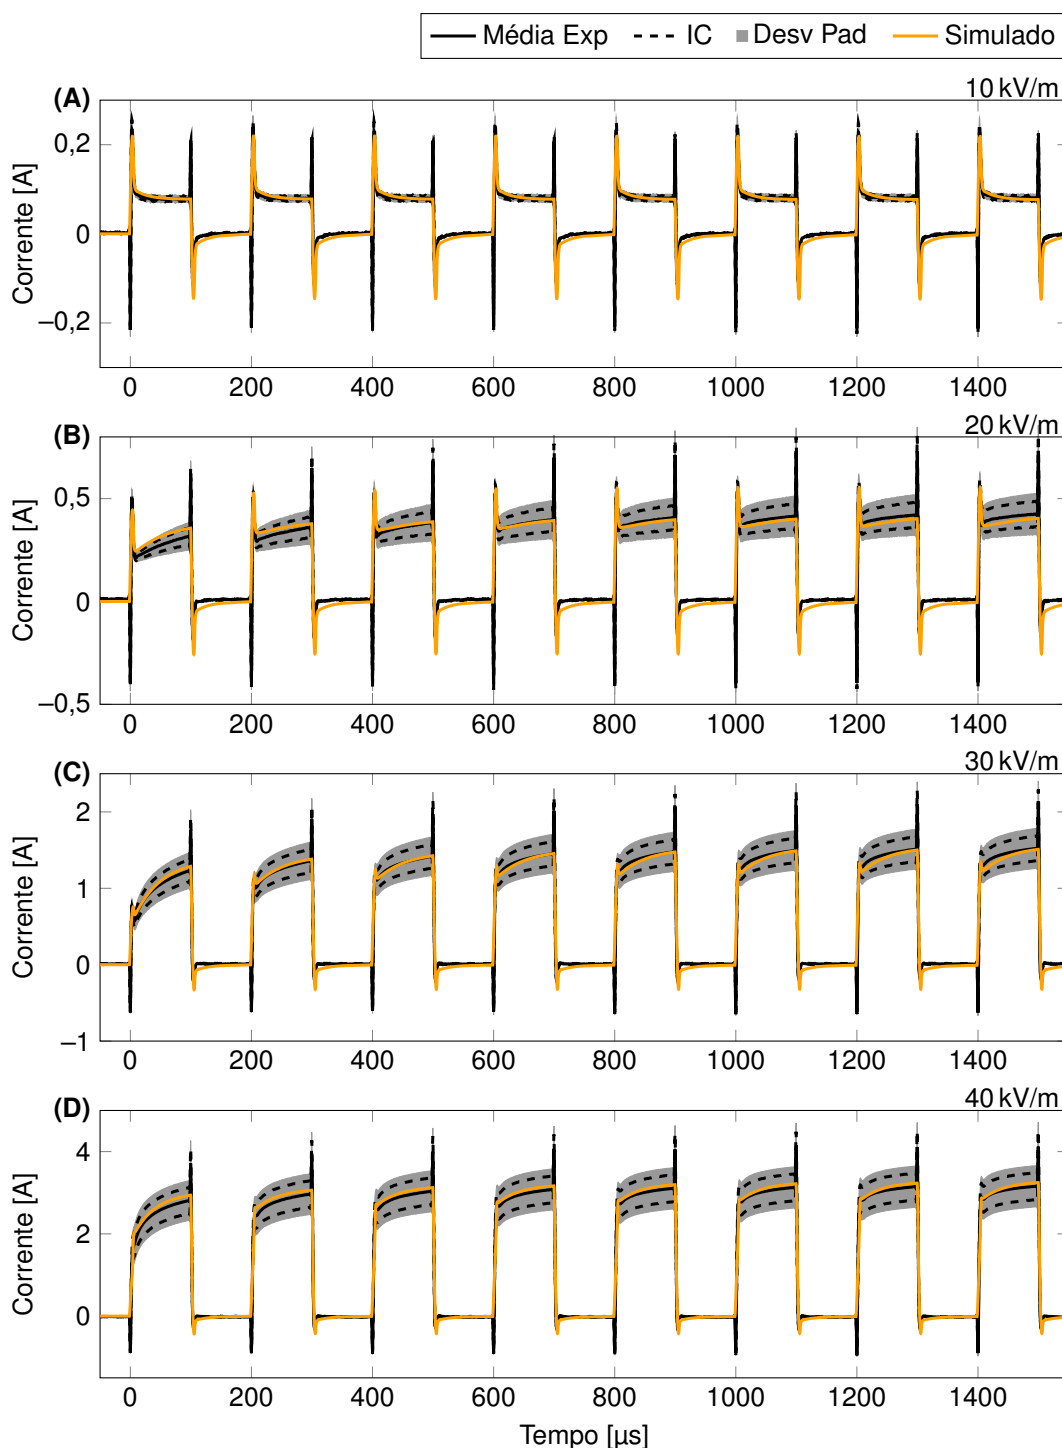 Média Exp IC Desv Pad Simulado
(A) 10 kV/m
0,2
0
−0,2
Corrente [A]
0 200 400 600 800 1000 1200 1400
(B) 20 kV/m
0,5
0
−0,5
Corrente [A]
0 200 400 600 800 1000 1200 1400
(C) 30 kV/m
2
1
0
−1
Corrente [A]
0 200 400 600 800 1000 1200 1400
(D) 40 kV/m
4
2
0
Corrente [A]
0 200 400 600 800 1000 1200 1400
Tempo [µs]